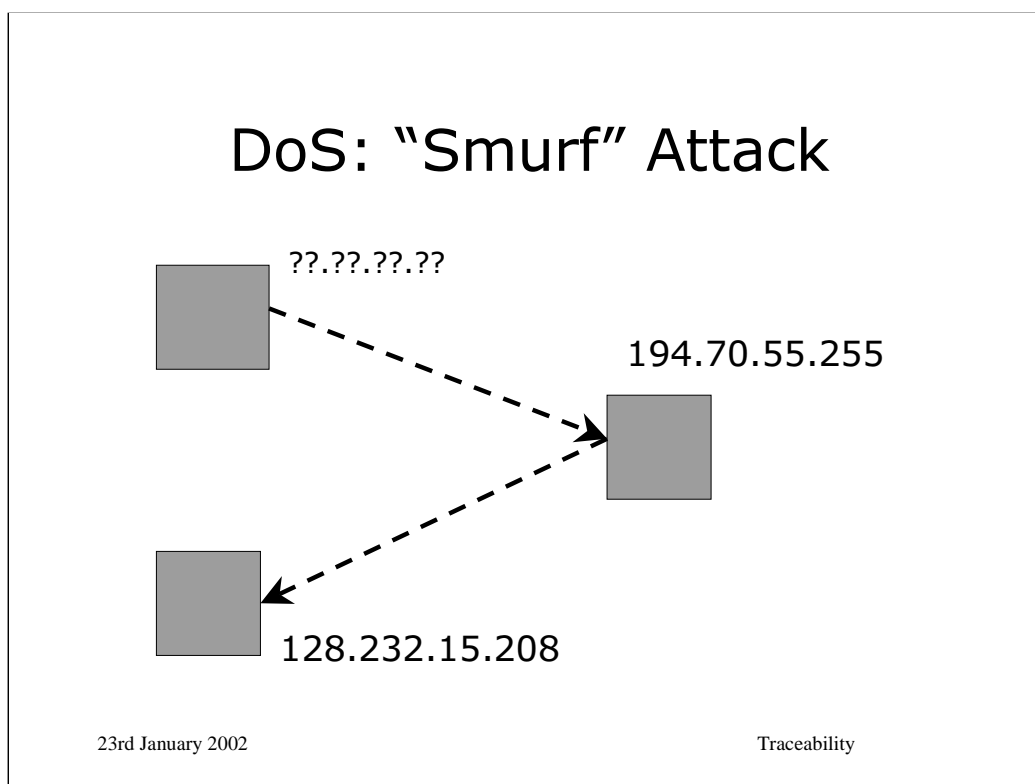 DoS: “Smurf” Attack
??.??.??.??
194.70.55.255
128.232.15.208
23rd January 2002
Traceability